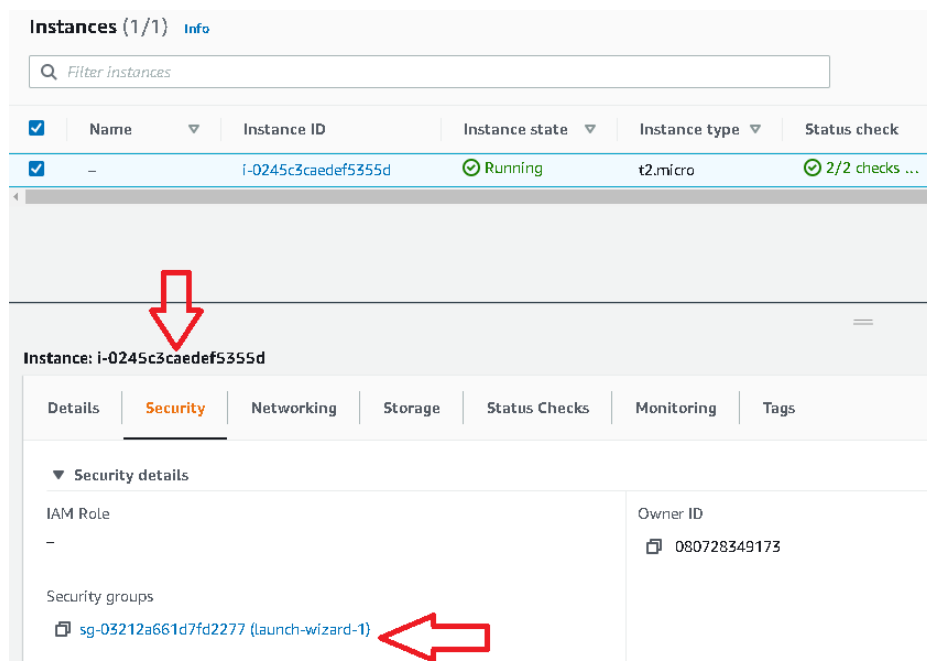 Instances (1/1) Info
Filter instances
Name Instance ID Instance state Instance type Status check
– i-0245c3caedef5355d Running t2.micro 2/2 checks ...
Instance: i-0245c3caedef5355d
Details Security Networking Storage Status Checks Monitoring Tags
Security details
IAM Role Owner ID
– 080728349173
Security groups
sg-03212a661d7fd2277 (launch-wizard-1)